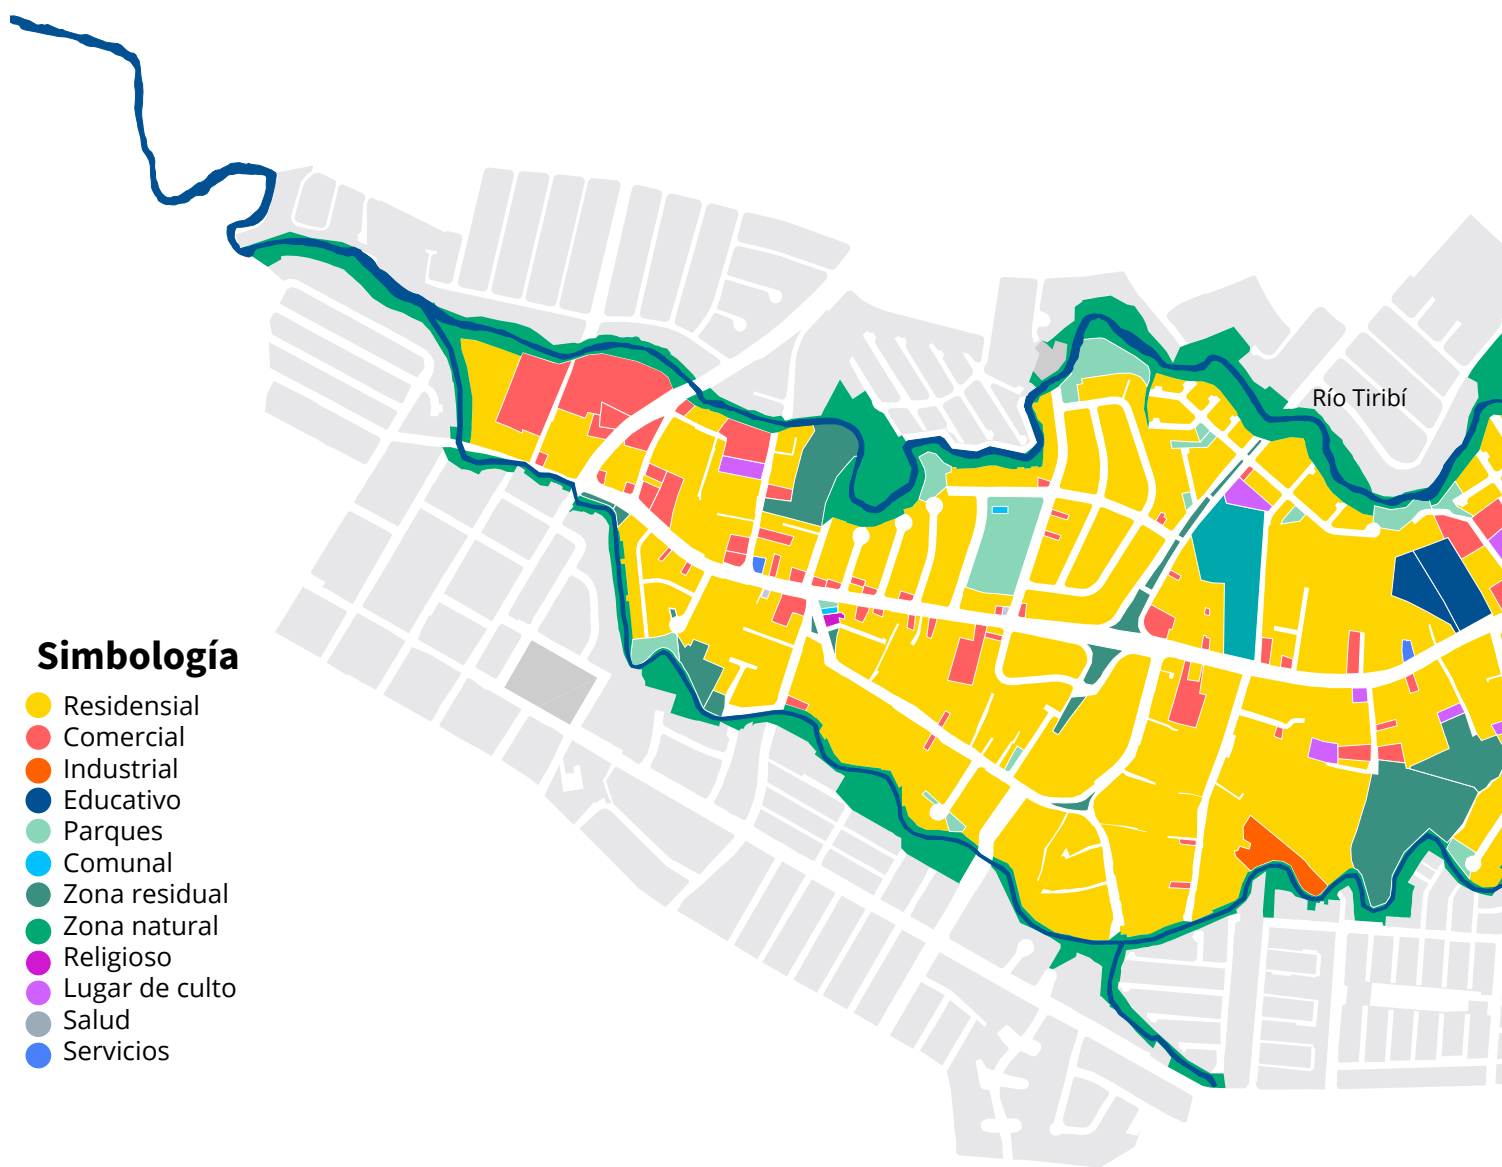 Río Tiribí
Simbología
Residensial
Comercial
Industrial
Educativo
Parques
Comunal
Zona residual
Zona natural
Religioso
Lugar de culto
Salud
Servicios